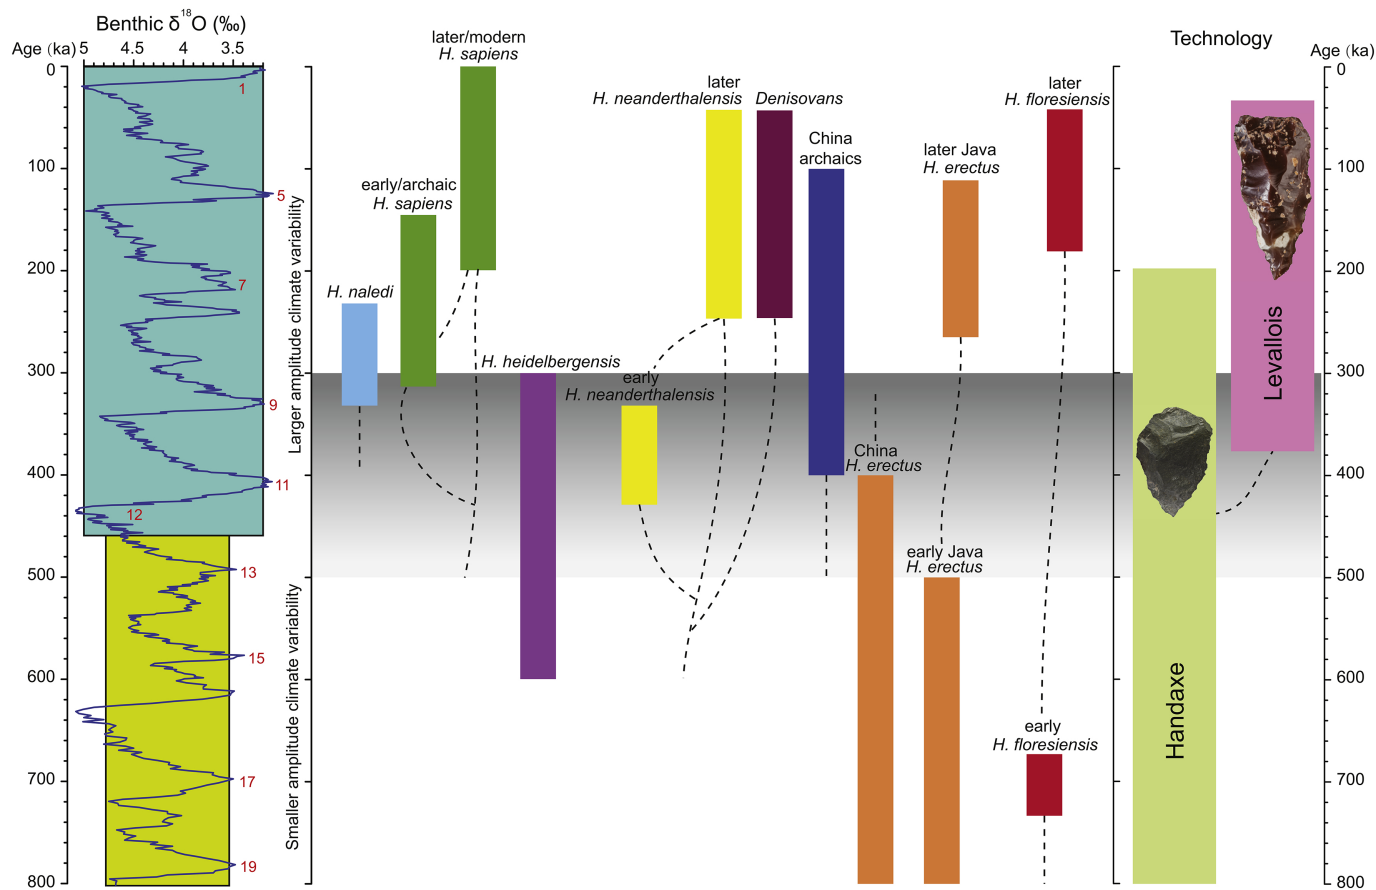 Benthic δ18O (‰)
Age (ka) 5 4.5 4 3.5
0
100
200
300
400
500
600
700
800
1
5
7
9
11
12
13
15
17
19
Larger amplitude climate variability
Smaller amplitude climate variability
later/modern
H. sapiens
early/archaic
H. sapiens
H. naledi
H. heidelbergensis
later
H. neanderthalensis
early
H. neanderthalensis
Denisovans
China
archaics
China
H. erectus
later Java
H. erectus
early Java
H. erectus
later
H. floresiensis
early
H. floresiensis
Technology
Handaxe
Levallois
Age (ka)
0
100
200
300
400
500
600
700
800